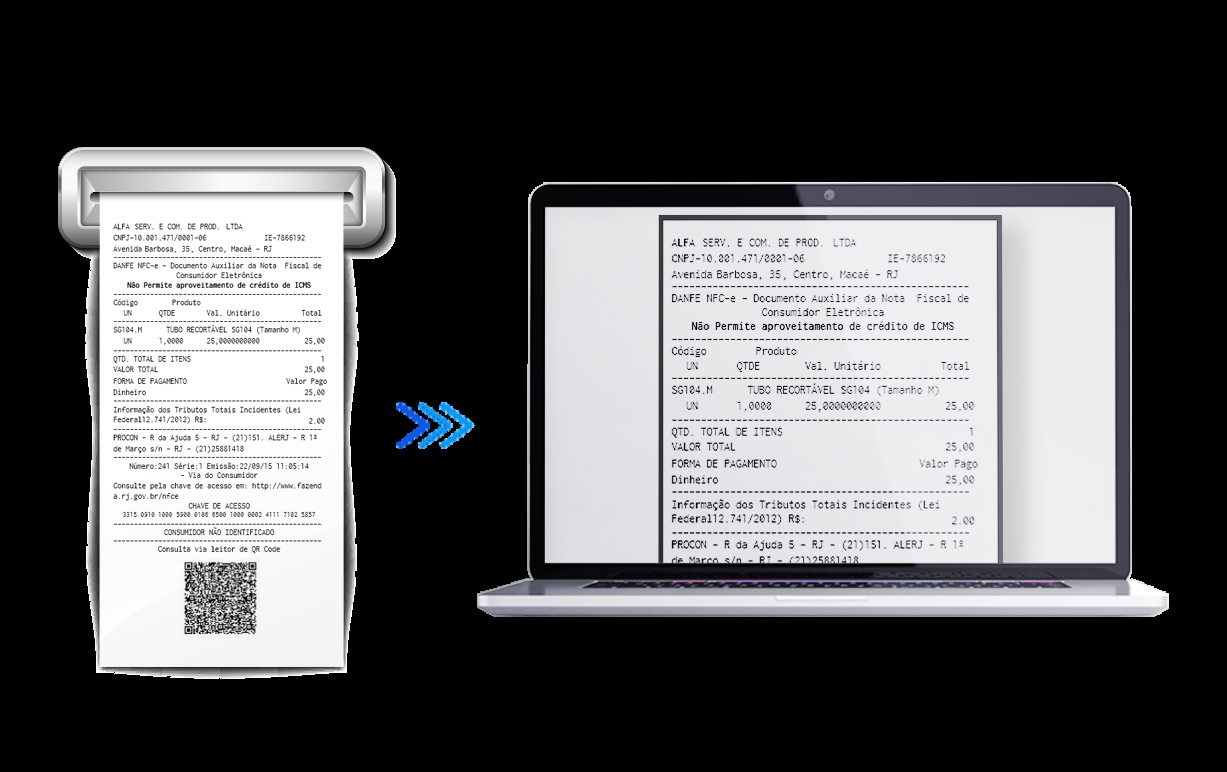 ALFA SERV. E COM. DE PROD. LTDA
CNPJ-10.001.471/0001-06 IE-7866192
Avenida Barbosa, 35, Centro, Macaé - RJ
DANFE NFC-e - Documento Auxiliar da Nota Fiscal de
Consumidor Eletrônica
Não Permite aproveitamento de crédito de ICMS
Código Produto
UN QTDE Val. Unitário Total
SG104.M TUBO RECORTÁVEL SG104 (Tamanho M)
UN 1,0000 25,0000000000 25,00
QTD. TOTAL DE ITENS 1
VALOR TOTAL 25,00
FORMA DE PAGAMENTO Valor Pago
Dinheiro 25,00
Informação dos Tributos Totais Incidentes (Lei
Federal12.741/2012) R$: 2.00
PROCON - R da Ajuda 5 - RJ - (21)151. ALERJ - R 1ª
de Março s/n - RJ - (21)25881418
Número:241 Série:1 Emissão:22/09/15 11:05:14
- Via do Consumidor
Consulte pela chave de acesso em: http://www.fazend
a.rj.gov.br/nfce
CHAVE DE ACESSO
3315 0910 1000 5900 0106 6500 1000 0002 4111 7102 5857
CONSUMIDOR NÃO IDENTIFICADO
Consulta via leitor de QR Code
ALFA SERV. E COM. DE PROD. LTDA
CNPJ-10.001.471/0001-06 IE-7866192
Avenida Barbosa, 35, Centro, Macaé - RJ
DANFE NFC-e - Documento Auxiliar da Nota Fiscal de
Consumidor Eletrônica
Não Permite aproveitamento de crédito de ICMS
Código Produto
UN QTDE Val. Unitário Total
SG104.M TUBO RECORTÁVEL SG104 (Tamanho M)
UN 1,0000 25,0000000000 25,00
QTD. TOTAL DE ITENS 1
VALOR TOTAL 25,00
FORMA DE PAGAMENTO Valor Pago
Dinheiro 25,00
Informação dos Tributos Totais Incidentes (Lei
Federal12.741/2012) R$: 2.00
PROCON - R da Ajuda 5 - RJ - (21)151. ALERJ - R 1ª
de Março s/n - RJ - (21)25881418